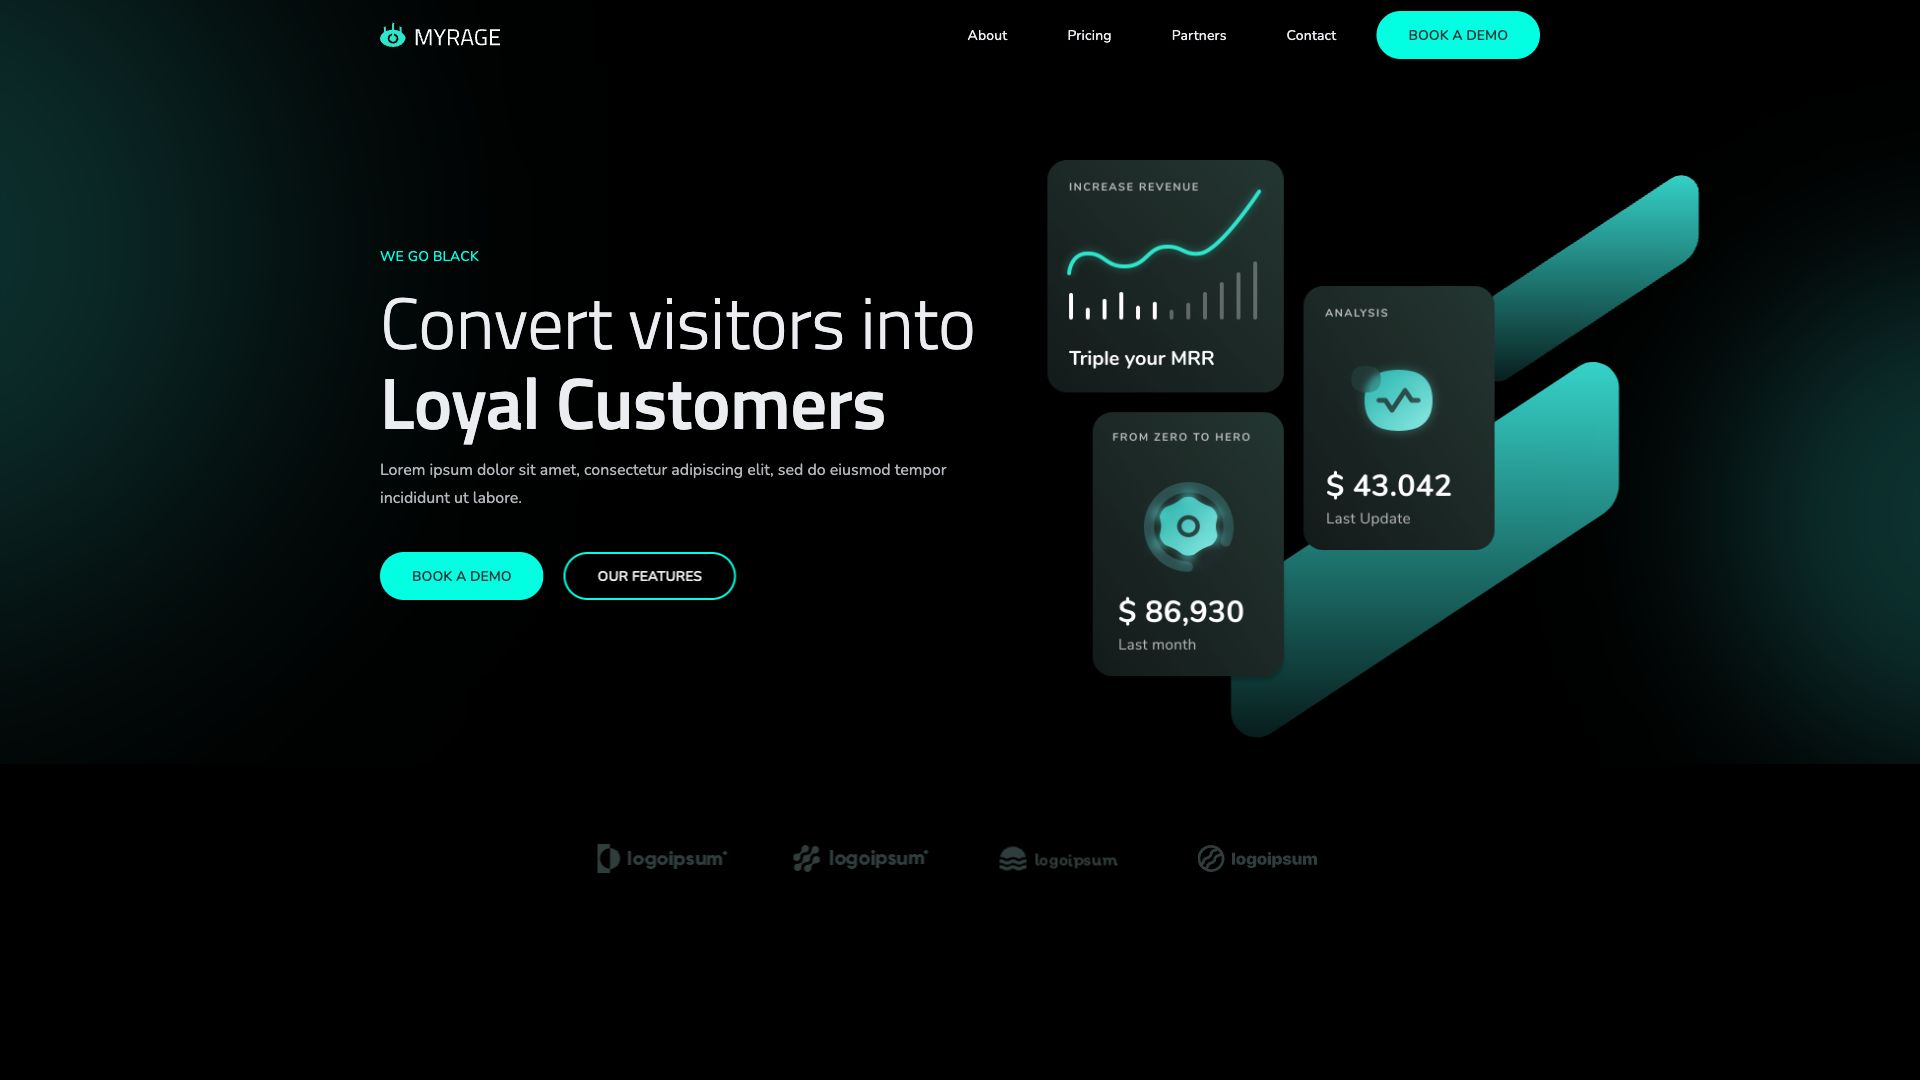 MYRAGE
About
Pricing
Partners
Contact
BOOK A DEMO
WE GO BLACK
Convert visitors into
Loyal Customers
Lorem ipsum dolor sit amet, consectetur adipiscing elit, sed do eiusmod tempor
incididunt ut labore.
BOOK A DEMO
OUR FEATURES
INCREASE REVENUE
Triple your MRR
ANALYSIS
$ 43.042
Last Update
FROM ZERO TO HERO
$ 86,930
Last month
logoipsum
logoipsum
logoipsum
logoipsum